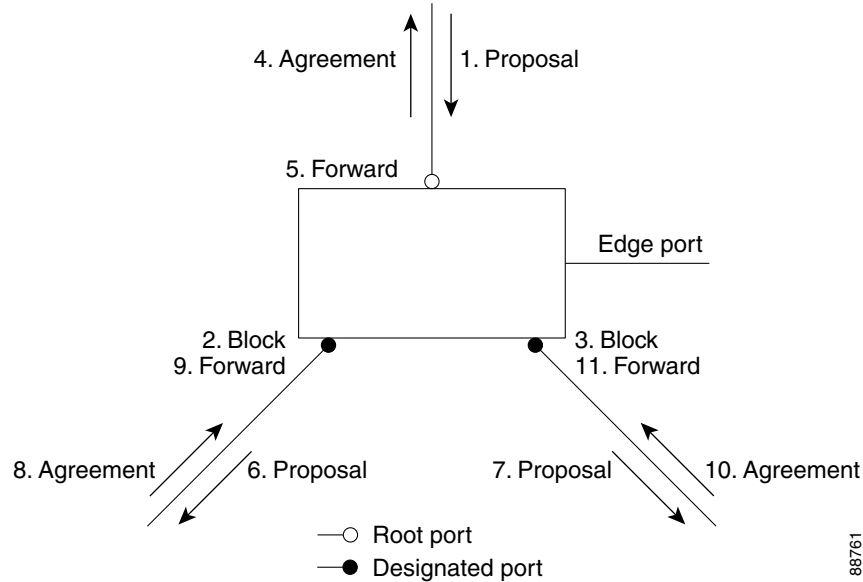 4. Agreement
1. Proposal
5. Forward
Edge port
2. Block
9. Forward
3. Block
11. Forward
8. Agreement
6. Proposal
7. Proposal
10. Agreement
Root port
Designated port
88761